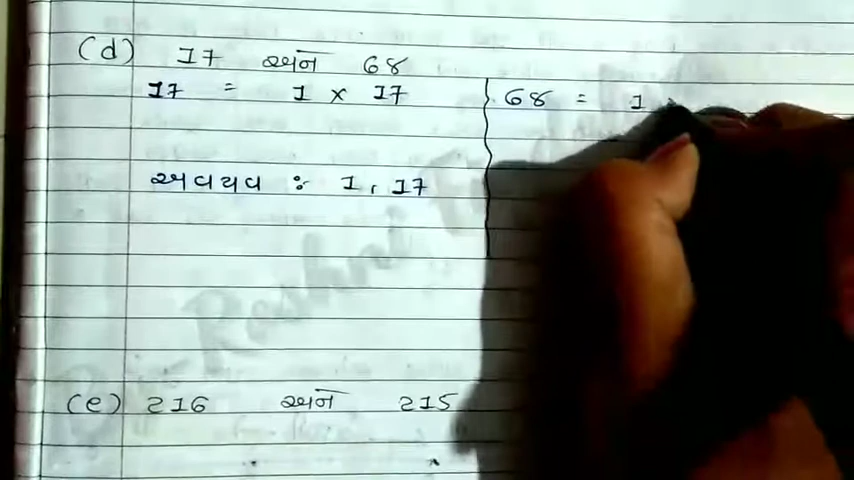 (d) 17 અને 68
17 = 1 × 17
68 = 1
અવયવ : 1, 17
(e) 216 અને 215